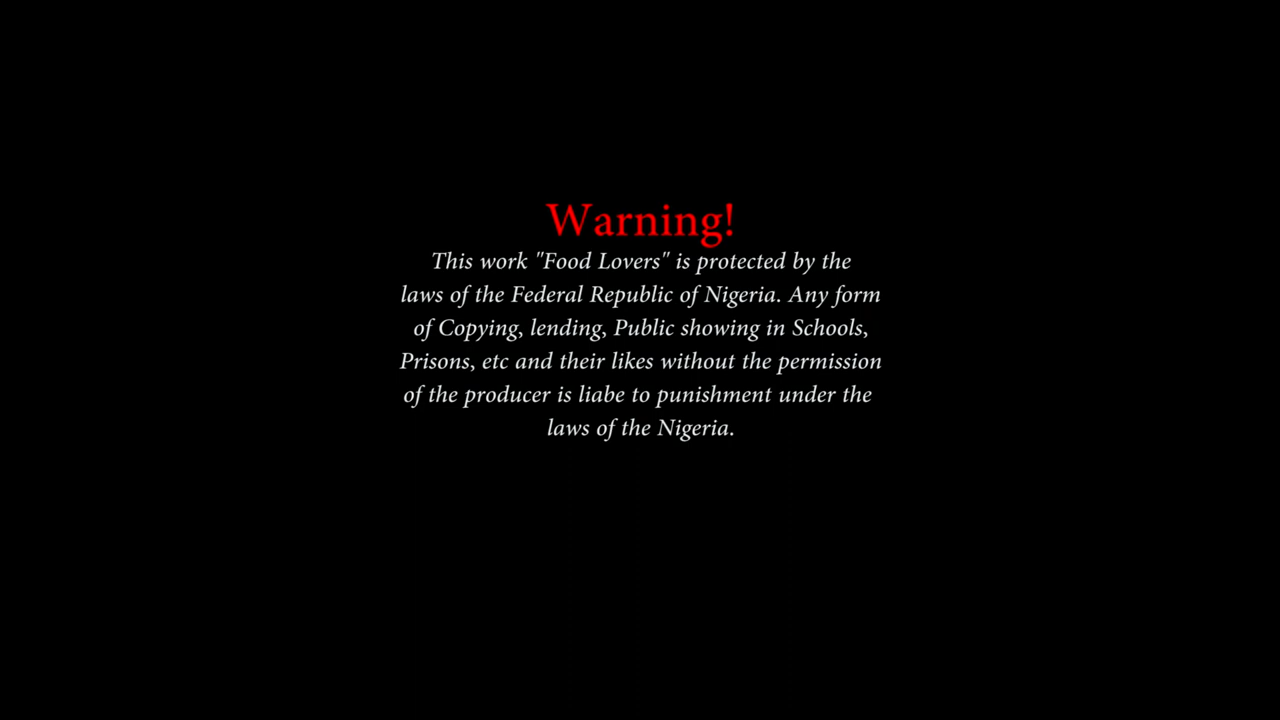 Warning!
This work "Food Lovers" is protected by the
laws of the Federal Republic of Nigeria. Any form
of Copying, lending, Public showing in Schools,
Prisons, etc and their likes without the permission
of the producer is liabe to punishment under the
laws of the Nigeria.